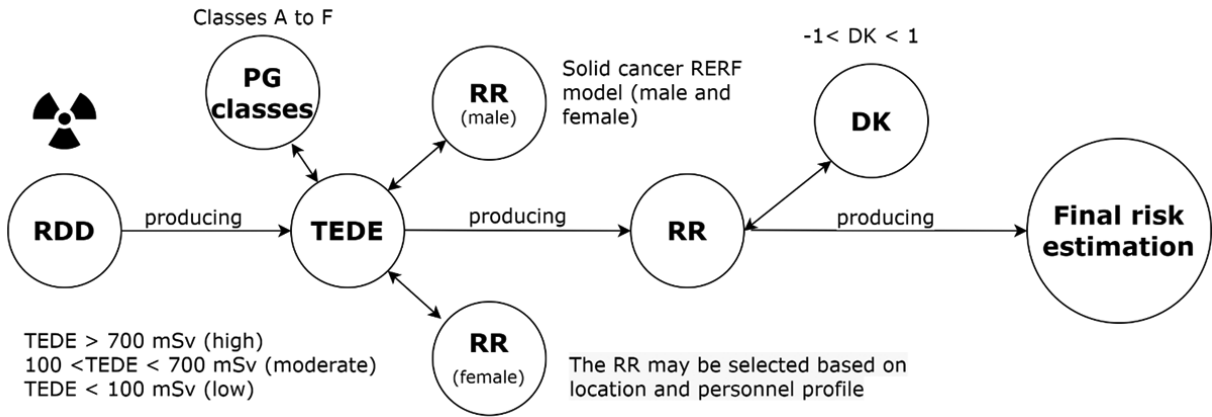 Classes A to F
PG
classes
RR
(male)
Solid cancer RERF
model (male and
female)
-1< DK < 1
DK
RDD
producing
TEDE
producing
RR
producing
Final risk
estimation
TEDE > 700 mSv (high)
100 <TEDE < 700 mSv (moderate)
TEDE < 100 mSv (low)
RR
(female)
The RR may be selected based on
location and personnel profile